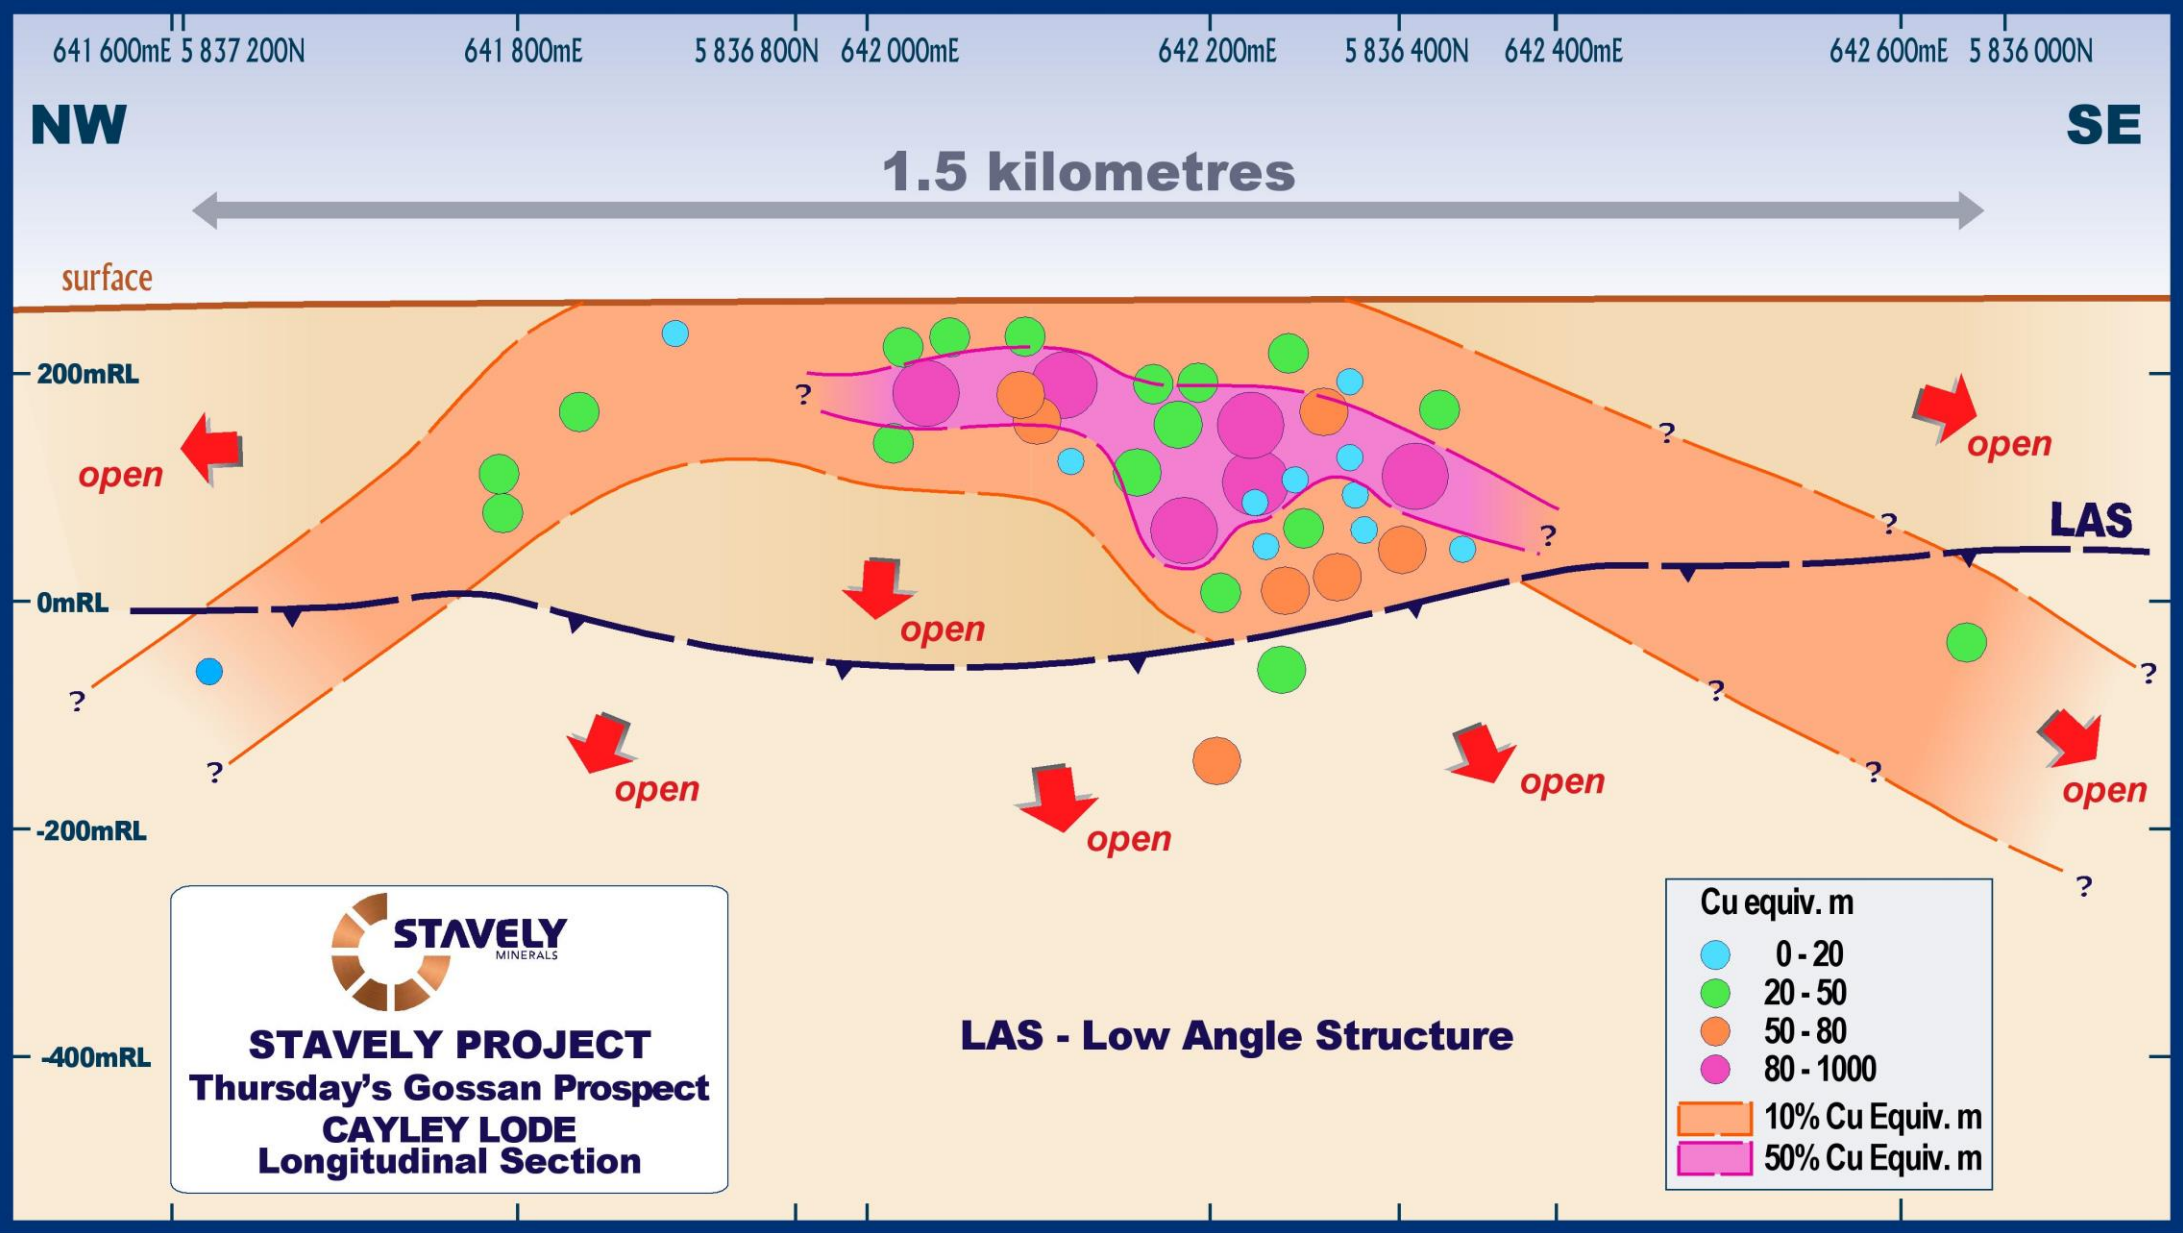 641 600mE 5 837 200N 641 800mE 5 836 800N 642 000mE 642 200mE 5 836 400N 642 400mE 642 600mE 5 836 000N
NW
SE
1.5 kilometres
surface
200mRL
?
?
open
open
?
?
LAS
0mRL
open
?
?
?
?
?
open
open
open
open
open
-200mRL
?
Cu equiv. m
0 - 20
20 - 50
50 - 80
80 - 1000
10% Cu Equiv. m
50% Cu Equiv. m
STAVELY
MINERALS
STAVELY PROJECT
Thursday's Gossan Prospect
CAYLEY LODE
Longitudinal Section
LAS - Low Angle Structure
-400mRL